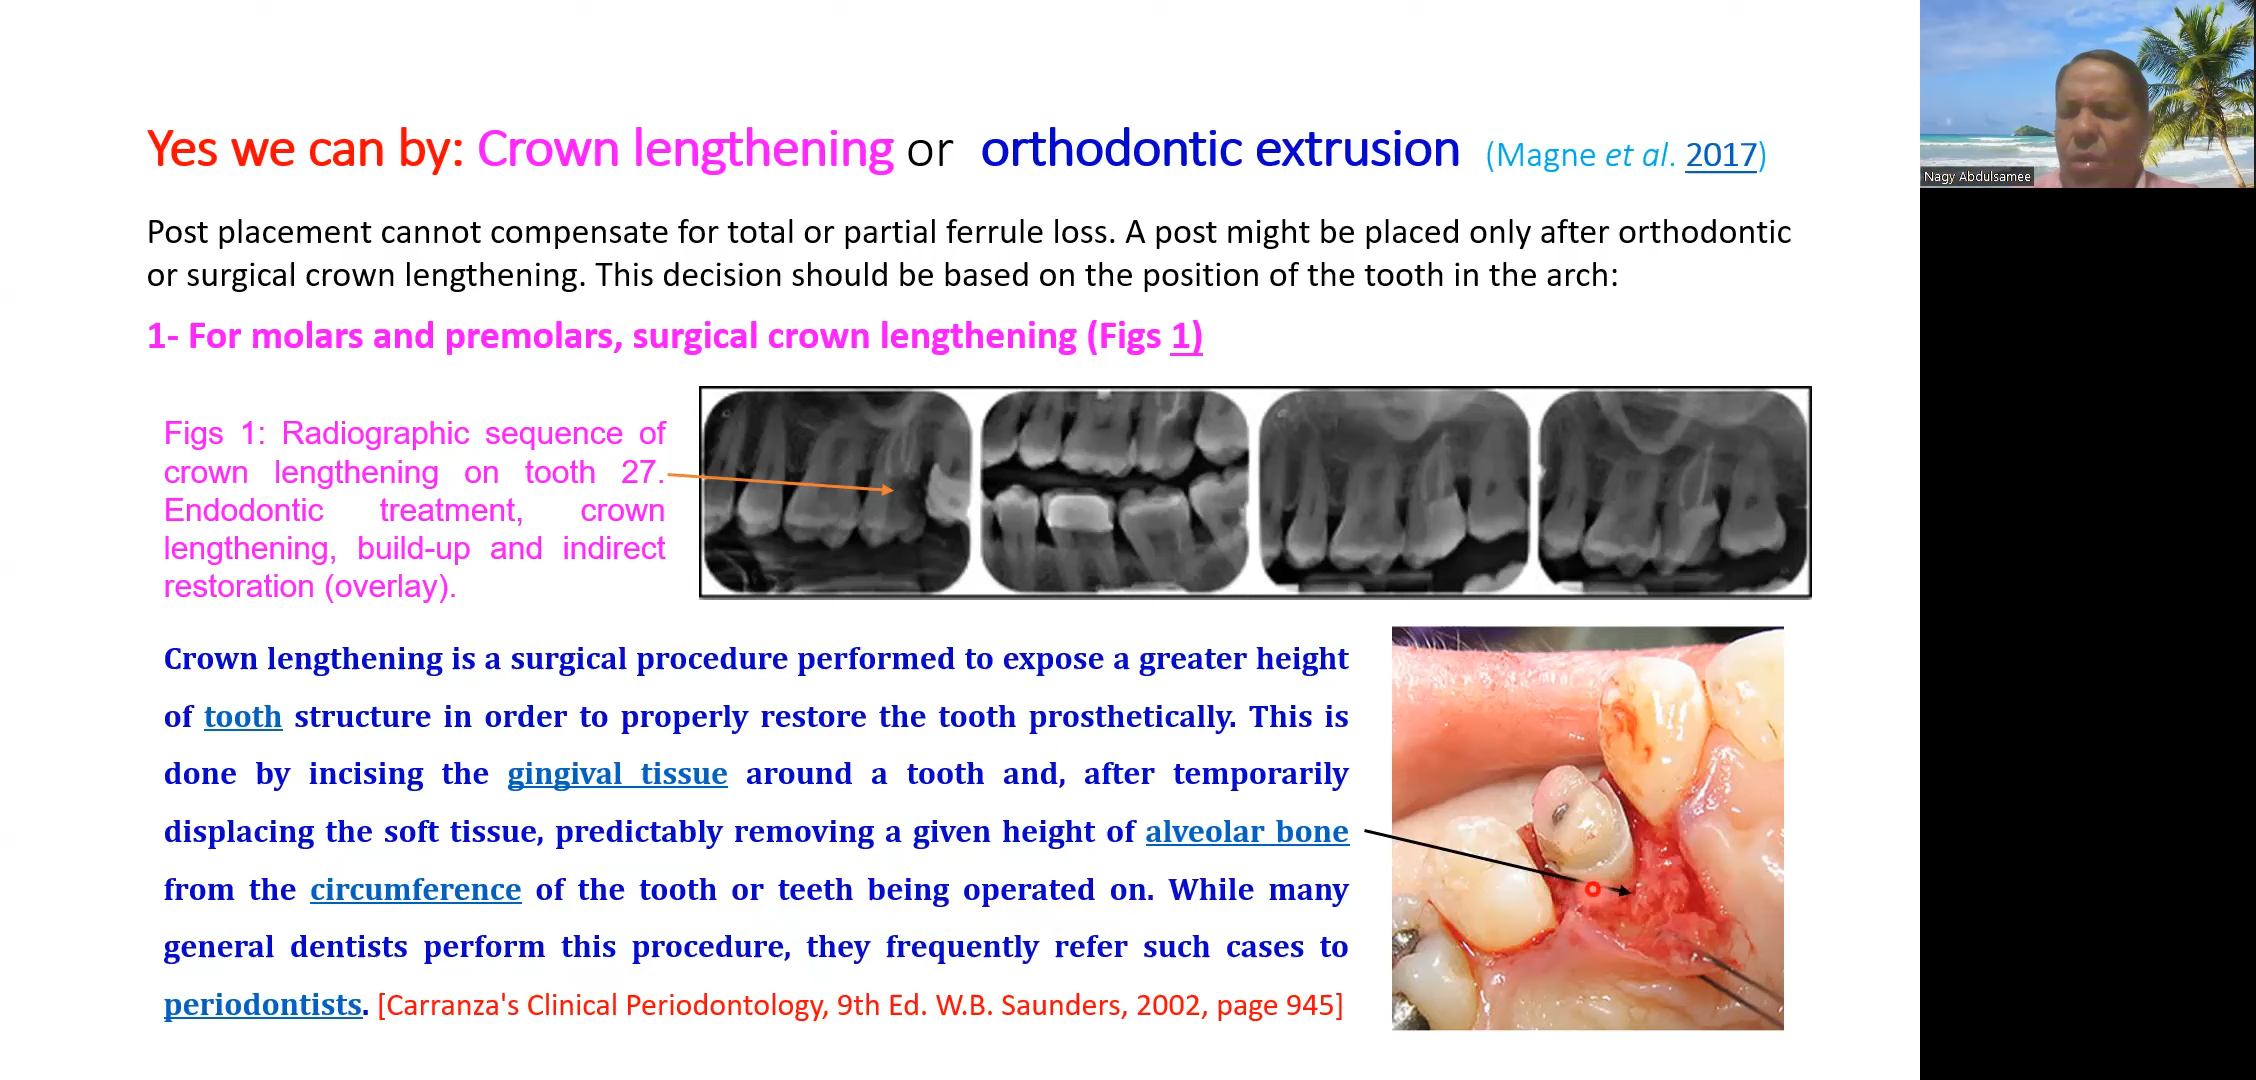 Yes we can by: Crown lengthening or orthodontic extrusion (Magne et al. 2017)
Nagy Abdulsamee
Post placement cannot compensate for total or partial ferrule loss. A post might be placed only after orthodontic
or surgical crown lengthening. This decision should be based on the position of the tooth in the arch:
1- For molars and premolars, surgical crown lengthening (Figs 1)
Figs 1: Radiographic sequence of
crown lengthening on tooth 27.
Endodontic treatment, crown
lengthening, build-up and indirect
restoration (overlay).
Crown lengthening is a surgical procedure performed to expose a greater height
of tooth structure in order to properly restore the tooth prosthetically. This is
done by incising the gingival tissue around a tooth and, after temporarily
displacing the soft tissue, predictably removing a given height of alveolar bone
from the circumference of the tooth or teeth being operated on. While many
general dentists perform this procedure, they frequently refer such cases to
periodontists. [Carranza's Clinical Periodontology, 9th Ed. W.B. Saunders, 2002, page 945]